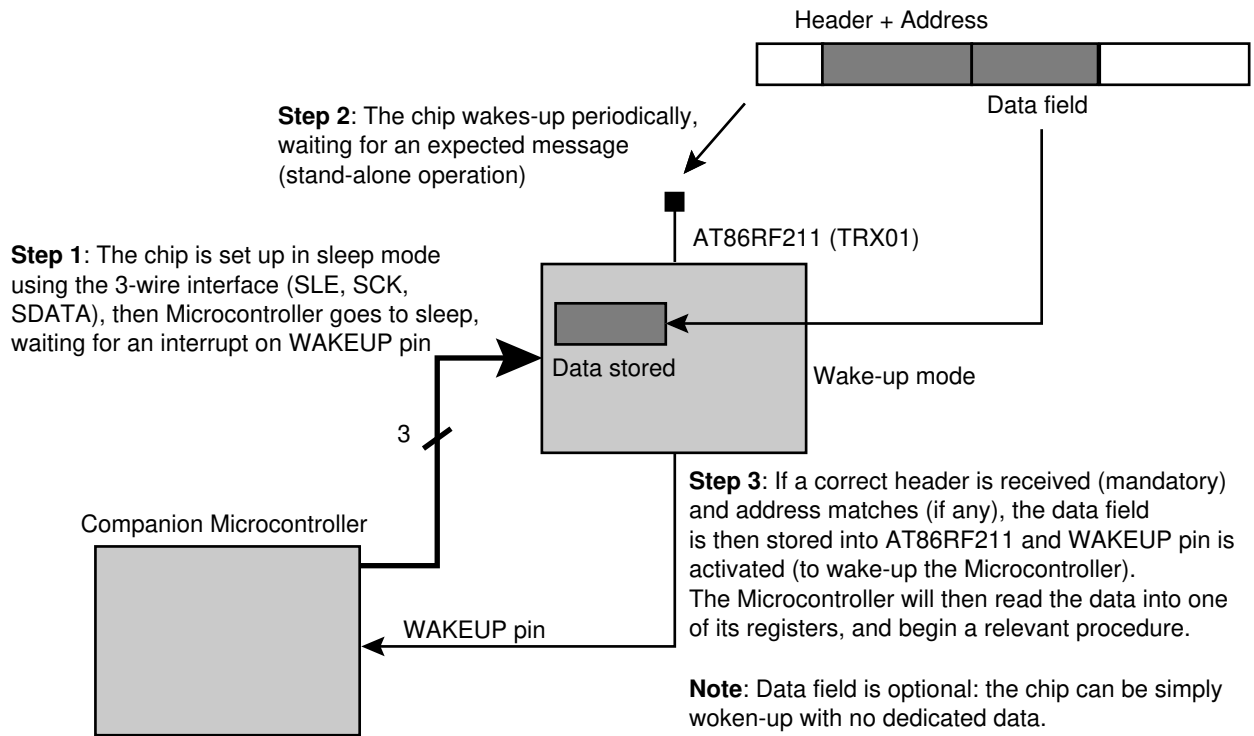 Header + Address
Data field
Step 2: The chip wakes-up periodically,
waiting for an expected message
(stand-alone operation)
AT86RF211 (TRX01)
Step 1: The chip is set up in sleep mode
using the 3-wire interface (SLE, SCK,
SDATA), then Microcontroller goes to sleep,
waiting for an interrupt on WAKEUP pin
Data stored
Wake-up mode
3
Step 3: If a correct header is received (mandatory)
and address matches (if any), the data field
is then stored into AT86RF211 and WAKEUP pin is
activated (to wake-up the Microcontroller).
The Microcontroller will then read the data into one
of its registers, and begin a relevant procedure.
Companion Microcontroller
WAKEUP pin
Note: Data field is optional: the chip can be simply
woken-up with no dedicated data.